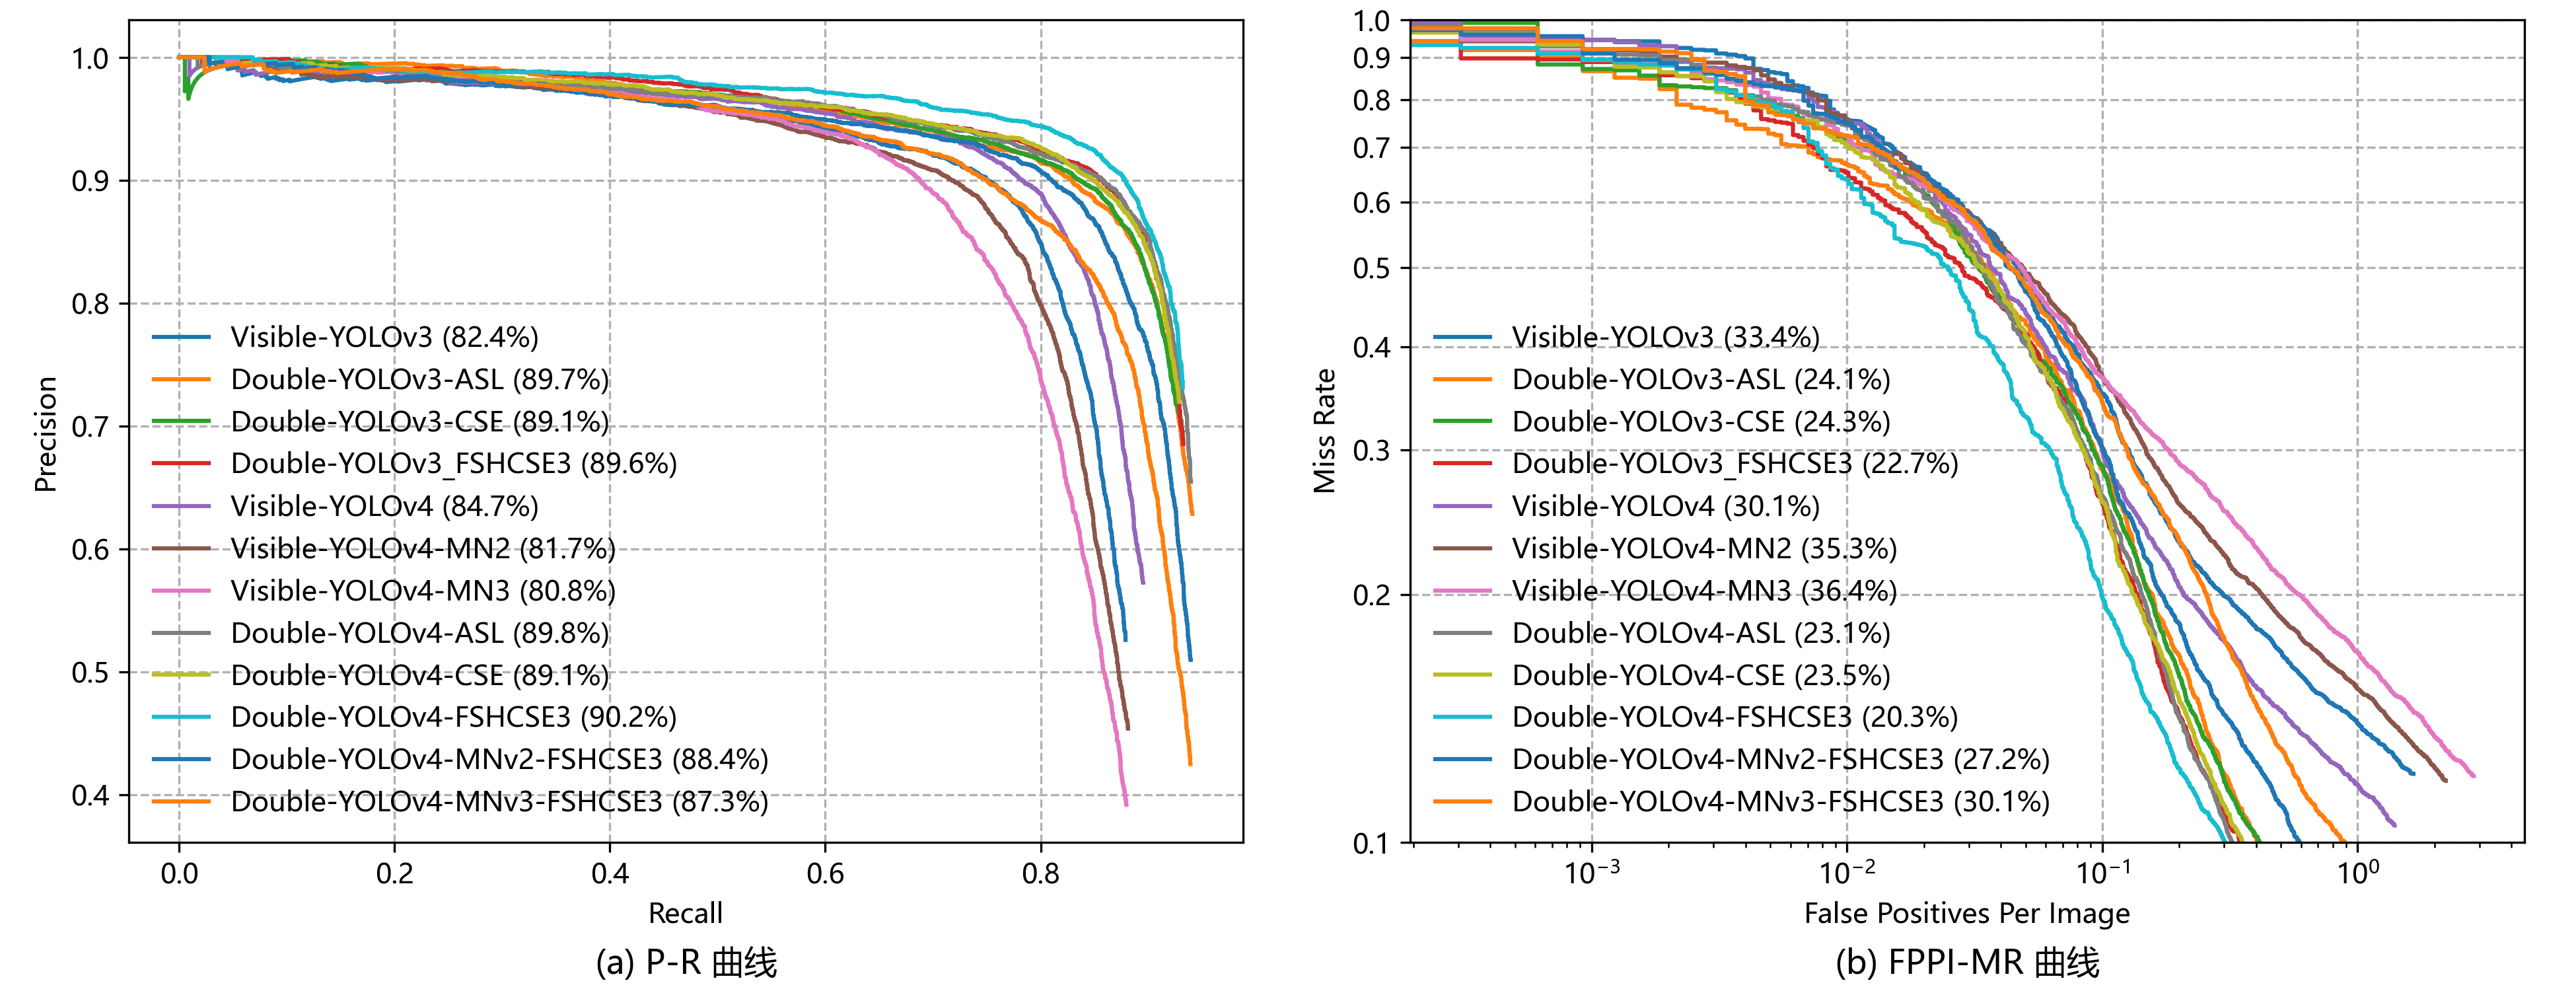 1.0
0.9
0.8
0.7
0.6
0.5
0.4
Precision
Visible-YOLOv3 (82.4%)
Double-YOLOv3-ASL (89.7%)
Double-YOLOv3-CSE (89.1%)
Double-YOLOv3_FSHCSE3 (89.6%)
Visible-YOLOv4 (84.7%)
Visible-YOLOv4-MN2 (81.7%)
Visible-YOLOv4-MN3 (80.8%)
Double-YOLOv4-ASL (89.8%)
Double-YOLOv4-CSE (89.1%)
Double-YOLOv4-FSHCSE3 (90.2%)
Double-YOLOv4-MNv2-FSHCSE3 (88.4%)
Double-YOLOv4-MNv3-FSHCSE3 (87.3%)
0.0 0.2 0.4 0.6 0.8
Recall
(a) P-R 曲线
1.0
0.9
0.8
0.7
0.6
0.5
0.4
0.3
0.2
0.1
Miss Rate
Visible-YOLOv3 (33.4%)
Double-YOLOv3-ASL (24.1%)
Double-YOLOv3-CSE (24.3%)
Double-YOLOv3_FSHCSE3 (22.7%)
Visible-YOLOv4 (30.1%)
Visible-YOLOv4-MN2 (35.3%)
Visible-YOLOv4-MN3 (36.4%)
Double-YOLOv4-ASL (23.1%)
Double-YOLOv4-CSE (23.5%)
Double-YOLOv4-FSHCSE3 (20.3%)
Double-YOLOv4-MNv2-FSHCSE3 (27.2%)
Double-YOLOv4-MNv3-FSHCSE3 (30.1%)
10⁻³ 10⁻² 10⁻¹ 10⁰
False Positives Per Image
(b) FPPI-MR 曲线